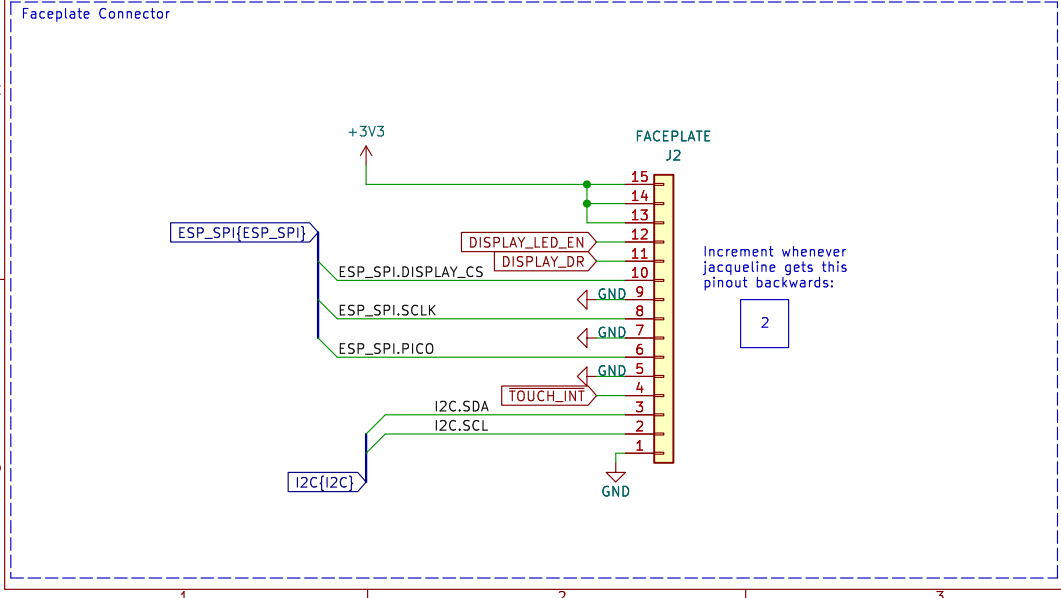 Faceplate Connector
+3V3
FACEPLATE
J2
15
14
13
12
DISPLAY_LED_EN
11
DISPLAY_DR
10
ESP_SPI{ESP_SPI}
ESP_SPI.DISPLAY_CS
9
GND
8
ESP_SPI.SCLK
7
GND
6
ESP_SPI.PICO
5
GND
4
TOUCH_INT
3
I2C.SDA
2
I2C.SCL
1
I2C{I2C}
GND
Increment whenever
jacqueline gets this
pinout backwards:
2
1
2
3